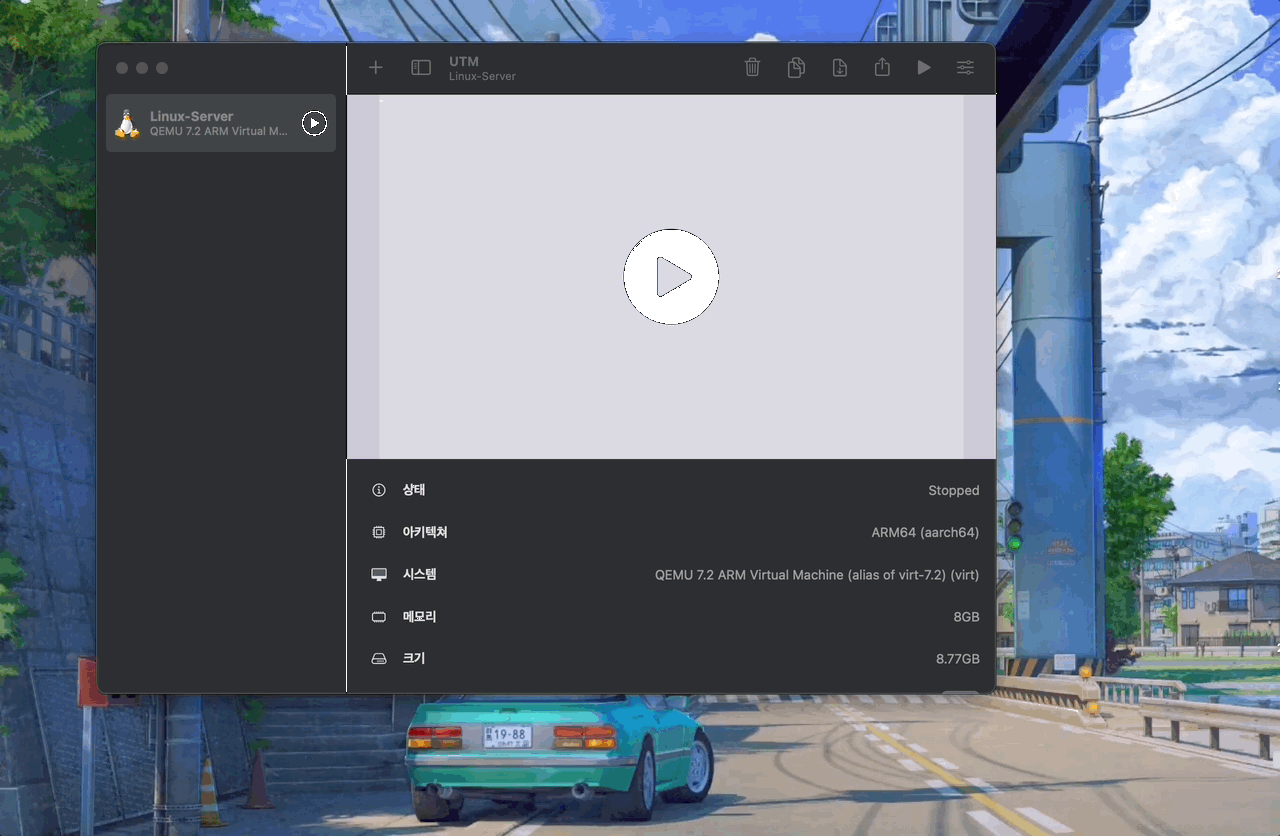 UTM
Linux-Server
Linux-Server
QEMU 7.2 ARM Virtual M...
상태 Stopped
아키텍쳐 ARM64 (aarch64)
시스템 QEMU 7.2 ARM Virtual Machine (alias of virt-7.2) (virt)
메모리 8GB
크기 8.77GB
19-88